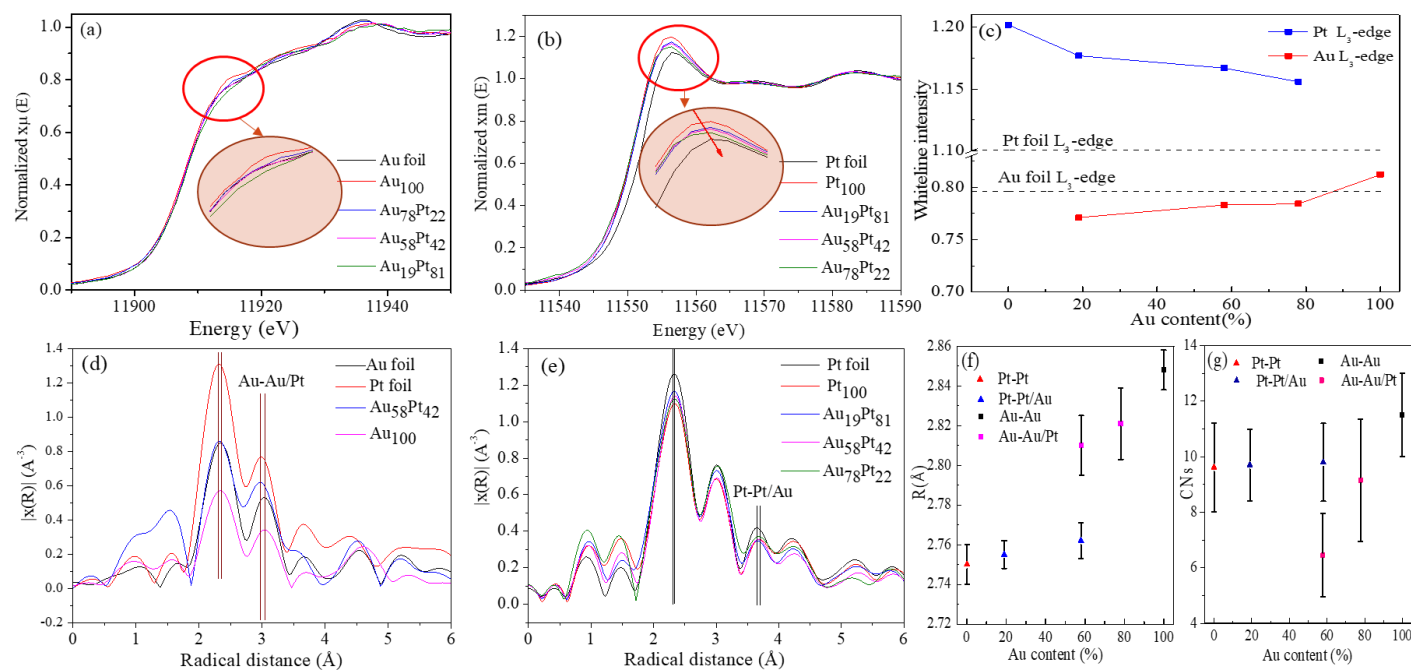 (a)
Normalized xμ (E)
1.0
0.8
0.6
0.4
0.2
0.0
11900
11920
11940
Energy (eV)
Au foil
Au100
Au78Pt22
Au58Pt42
Au19Pt81
(b)
Normalized xm (E)
1.2
1.0
0.8
0.6
0.4
0.2
0.0
11540
11550
11560
11570
11580
11590
Energy (eV)
Pt foil
Pt100
Au19Pt81
Au58Pt42
Au78Pt22
(c)
Whiteline intensity
1.20
1.15
1.10
0.80
0.75
0.70
0
20
40
60
80
100
Au content(%)
Pt L3-edge
Au L3-edge
Pt foil L3-edge
Au foil L3-edge
(d)
|x(R)| (A-3)
1.4
1.2
1.0
0.8
0.6
0.4
0.2
0.0
-0.2
0
1
2
3
4
5
6
Radical distance (Å)
Au-Au/Pt
Au foil
Pt foil
Au58Pt42
Au100
(e)
|x(R)| (A-3)
1.4
1.2
1.0
0.8
0.6
0.4
0.2
0.0
0
1
2
3
4
5
6
Radical distance (Å)
Pt foil
Pt100
Au19Pt81
Au58Pt42
Au78Pt22
Pt-Pt/Au
(f)
R(Å)
2.86
2.84
2.82
2.80
2.78
2.76
2.74
2.72
0
20
40
60
80
100
Au content (%)
Pt-Pt
Pt-Pt/Au
Au-Au
Au-Au/Pt
(g)
CNs
14
12
10
8
6
4
0
20
40
60
80
100
Au content (%)
Pt-Pt
Pt-Pt/Au
Au-Au
Au-Au/Pt